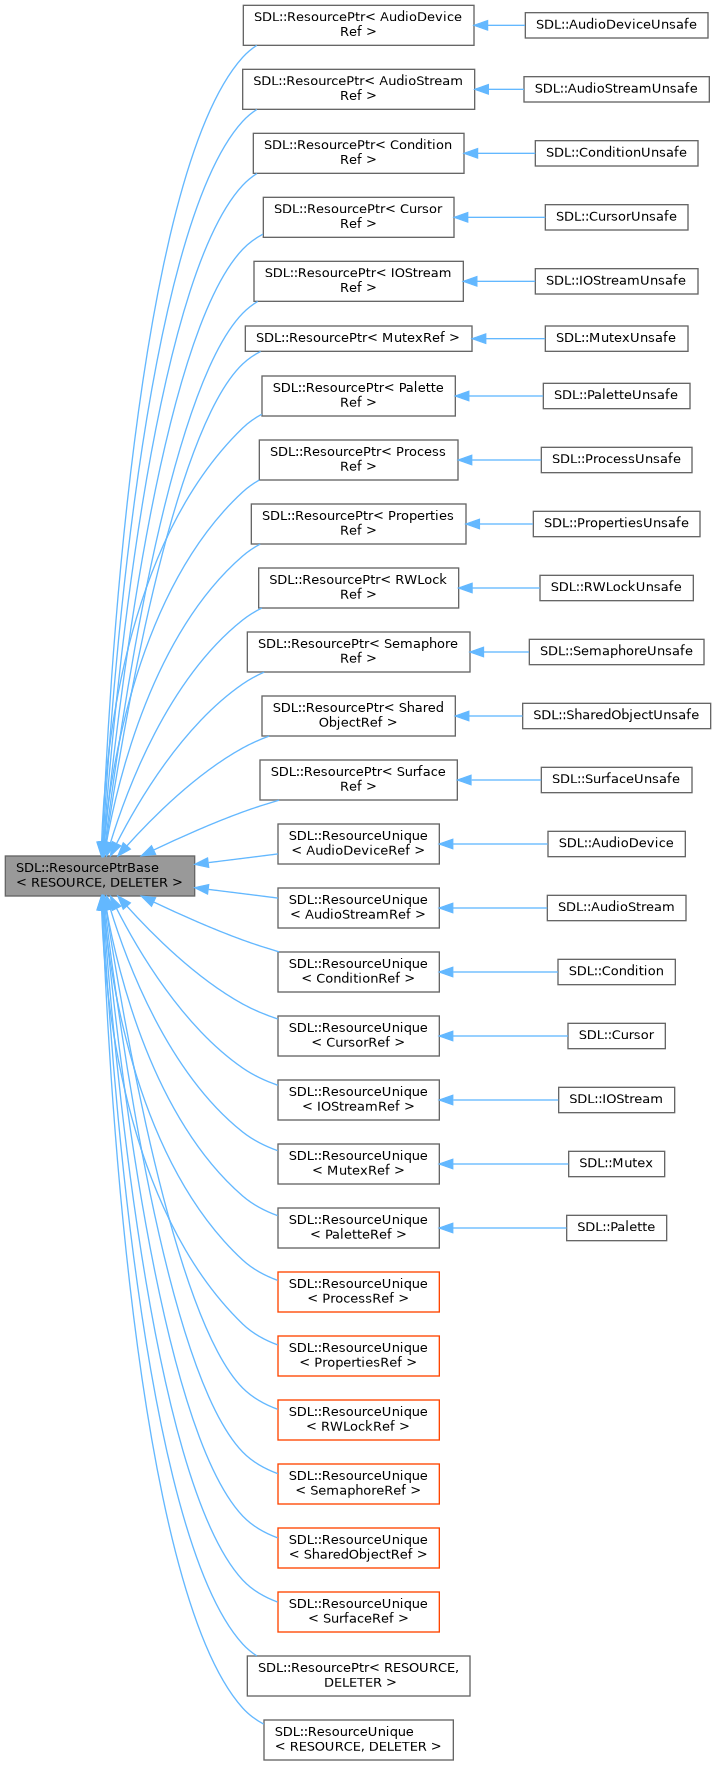 SDL::ResourcePtr< AudioDevice
Ref >
SDL::AudioDeviceUnsafe
SDL::ResourcePtr< AudioStream
Ref >
SDL::AudioStreamUnsafe
SDL::ResourcePtr< Condition
Ref >
SDL::ConditionUnsafe
SDL::ResourcePtr< Cursor
Ref >
SDL::CursorUnsafe
SDL::ResourcePtr< IOStream
Ref >
SDL::IOStreamUnsafe
SDL::ResourcePtr< MutexRef >
SDL::MutexUnsafe
SDL::ResourcePtr< Palette
Ref >
SDL::PaletteUnsafe
SDL::ResourcePtr< Process
Ref >
SDL::ProcessUnsafe
SDL::ResourcePtr< Properties
Ref >
SDL::PropertiesUnsafe
SDL::ResourcePtr< RWLock
Ref >
SDL::RWLockUnsafe
SDL::ResourcePtr< Semaphore
Ref >
SDL::SemaphoreUnsafe
SDL::ResourcePtr< Shared
ObjectRef >
SDL::SharedObjectUnsafe
SDL::ResourcePtr< Surface
Ref >
SDL::SurfaceUnsafe
SDL::ResourcePtrBase
< RESOURCE, DELETER >
SDL::ResourceUnique
< AudioDeviceRef >
SDL::AudioDevice
SDL::ResourceUnique
< AudioStreamRef >
SDL::AudioStream
SDL::ResourceUnique
< ConditionRef >
SDL::Condition
SDL::ResourceUnique
< CursorRef >
SDL::Cursor
SDL::ResourceUnique
< IOStreamRef >
SDL::IOStream
SDL::ResourceUnique
< MutexRef >
SDL::Mutex
SDL::ResourceUnique
< PaletteRef >
SDL::Palette
SDL::ResourceUnique
< ProcessRef >
SDL::ResourceUnique
< PropertiesRef >
SDL::ResourceUnique
< RWLockRef >
SDL::ResourceUnique
< SemaphoreRef >
SDL::ResourceUnique
< SharedObjectRef >
SDL::ResourceUnique
< SurfaceRef >
SDL::ResourcePtr< RESOURCE,
DELETER >
SDL::ResourceUnique
< RESOURCE, DELETER >